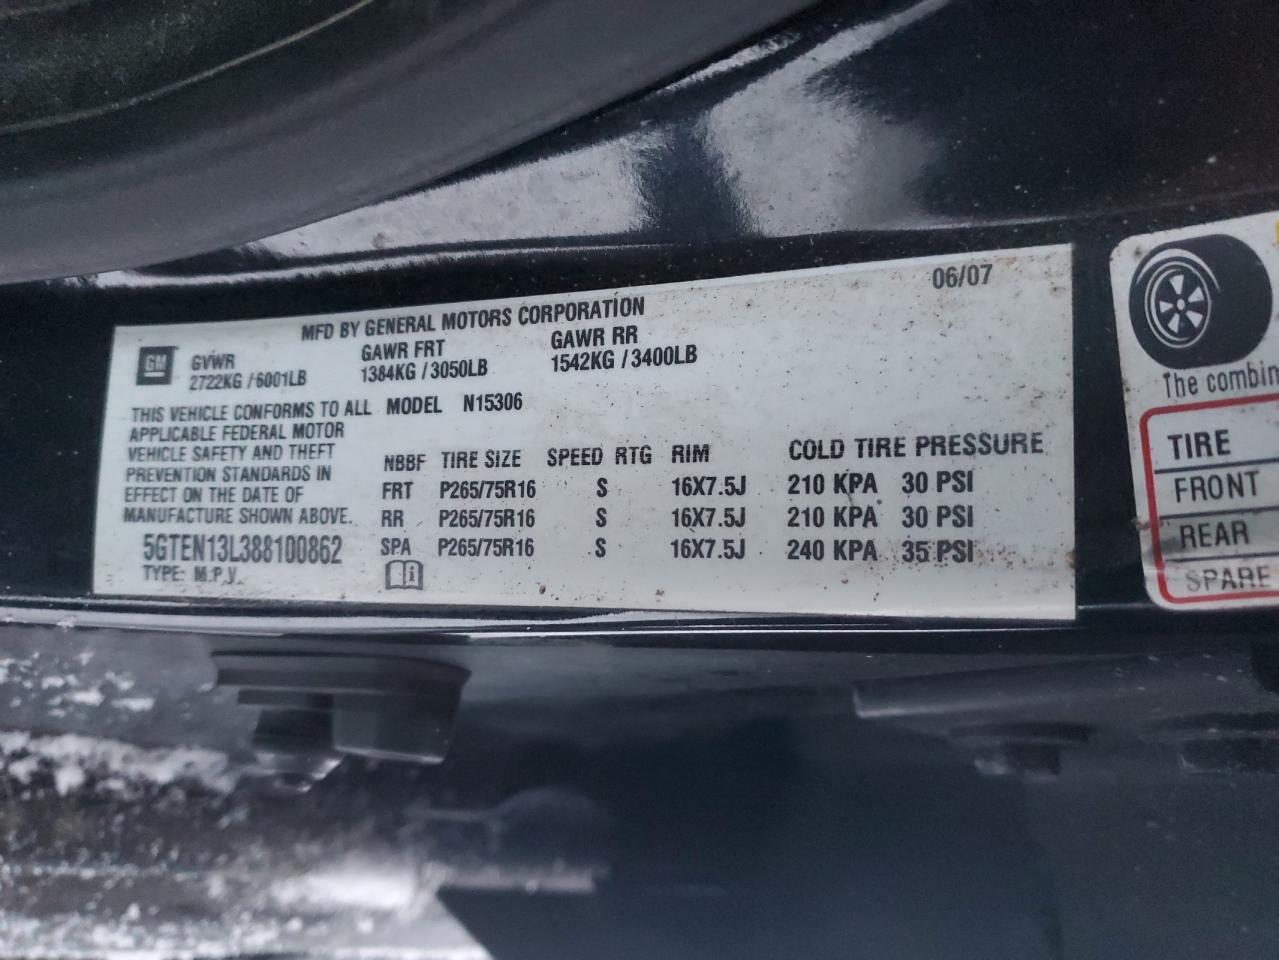 06/07
MFD BY GENERAL MOTORS CORPORATION
GM GVWR GAWR FRT GAWR RR
2722KG / 6001LB 1384KG / 3050LB 1542KG / 3400LB
THIS VEHICLE CONFORMS TO ALL MODEL N15306
APPLICABLE FEDERAL MOTOR
VEHICLE SAFETY AND THEFT
PREVENTION STANDARDS IN
EFFECT ON THE DATE OF
MANUFACTURE SHOWN ABOVE.
5GTEN13L388100862
TYPE: M.P.V.
NBBF TIRE SIZE SPEED RTG RIM COLD TIRE PRESSURE
FRT P265/75R16 S 16X7.5J 210 KPA 30 PSI
RR P265/75R16 S 16X7.5J 210 KPA 30 PSI
SPA P265/75R16 S 16X7.5J 240 KPA 35 PSI
The combin
TIRE
FRONT
REAR
SPARE